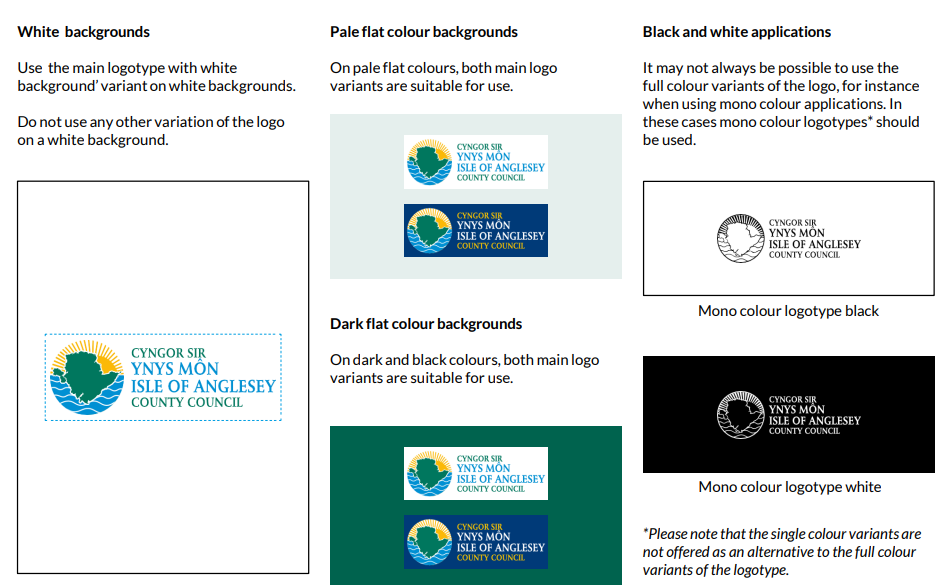 White backgrounds
Use the main logotype with white
background’ variant on white backgrounds.
Do not use any other variation of the logo
on a white background.
CYNGOR SIR
YNYS MÔN
ISLE OF ANGLESEY
COUNTY COUNCIL
Pale flat colour backgrounds
On pale flat colours, both main logo
variants are suitable for use.
CYNGOR SIR
YNYS MÔN
ISLE OF ANGLESEY
COUNTY COUNCIL
CYNGOR SIR
YNYS MÔN
ISLE OF ANGLESEY
COUNTY COUNCIL
Dark flat colour backgrounds
On dark and black colours, both main logo
variants are suitable for use.
CYNGOR SIR
YNYS MÔN
ISLE OF ANGLESEY
COUNTY COUNCIL
CYNGOR SIR
YNYS MÔN
ISLE OF ANGLESEY
COUNTY COUNCIL
Black and white applications
It may not always be possible to use the
full colour variants of the logo, for instance
when using mono colour applications. In
these cases mono colour logotypes* should
be used.
CYNGOR SIR
YNYS MÔN
ISLE OF ANGLESEY
COUNTY COUNCIL
Mono colour logotype black
CYNGOR SIR
YNYS MÔN
ISLE OF ANGLESEY
COUNTY COUNCIL
Mono colour logotype white
*Please note that the single colour variants are
not offered as an alternative to the full colour
variants of the logotype.